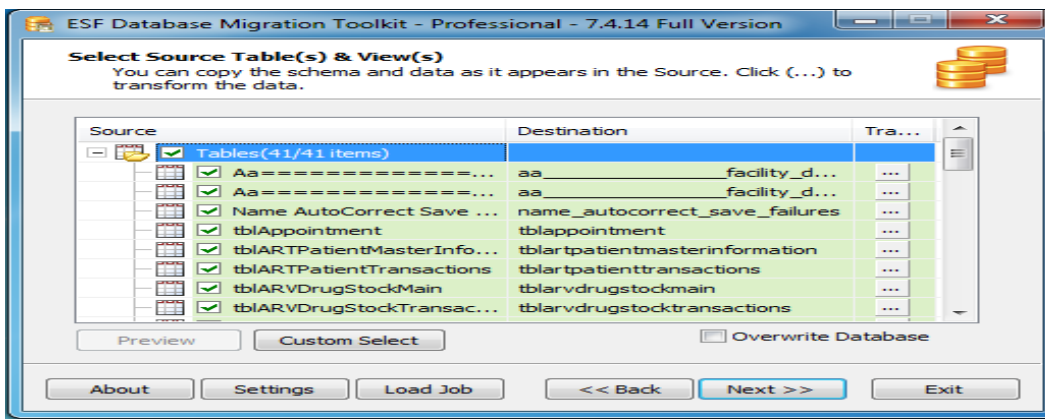 ESF Database Migration Toolkit - Professional - 7.4.14 Full Version
Select Source Table(s) & View(s)
You can copy the schema and data as it appears in the Source. Click (...) to
transform the data.
Source Destination Tra...
Tables(41/41 items)
Aa=============... aa______________facility_d... ...
Aa=============... aa______________facility_d... ...
Name AutoCorrect Save ... name_autocorrect_save_failures ...
tblAppointment tblappointment ...
tblARTPatientMasterInfo... tblartpatientmasterinformation ...
tblARTPatientTransactions tblartpatienttransactions ...
tblARVDrugStockMain tblarvdrugstockmain ...
tblARVDrugStockTransac... tblarvdrugstocktransactions ...
Preview Custom Select Overwrite Database
About Settings Load Job << Back Next >> Exit